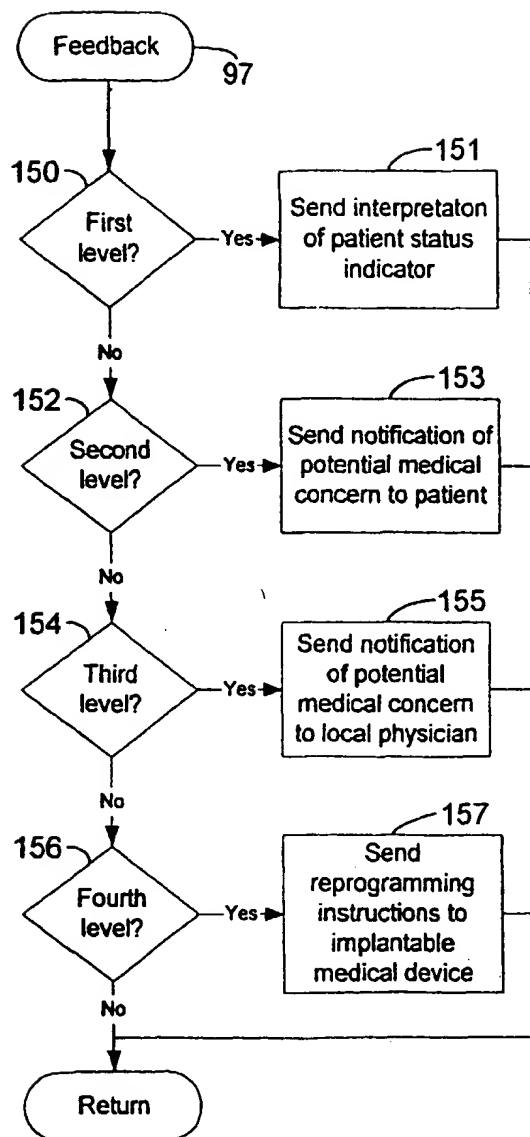 Feedback
97
150
First
level?
Yes
151
Send interpretaton
of patient status
indicator
No
152
Second
level?
Yes
153
Send notification of
potential medical
concern to patient
No
154
Third
level?
Yes
155
Send notification
of potential
medical concern
to local physician
No
156
Fourth
level?
Yes
157
Send
reprogramming
instructions to
implantable
medical device
No
Return